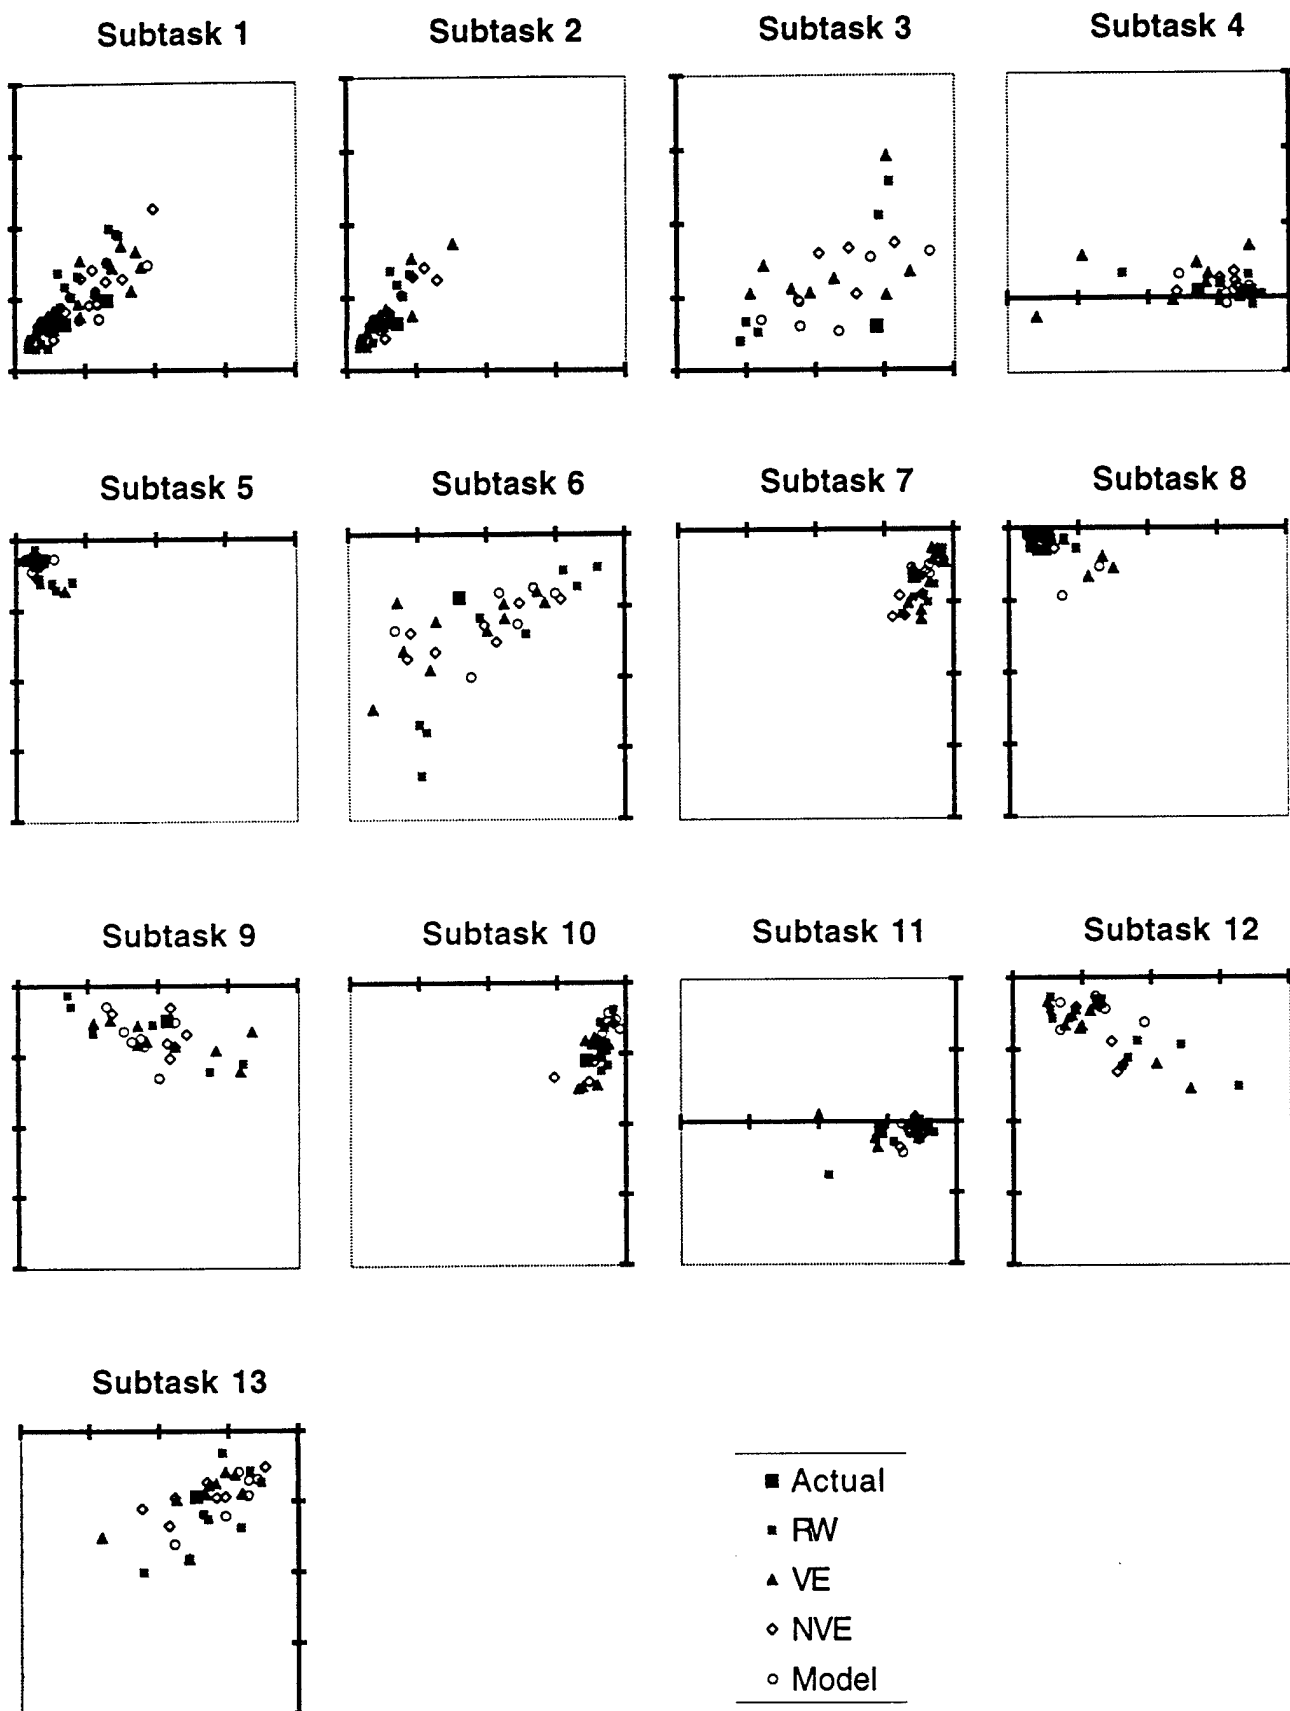 Subtask 1
Subtask 2
Subtask 3
Subtask 4
Subtask 5
Subtask 6
Subtask 7
Subtask 8
Subtask 9
Subtask 10
Subtask 11
Subtask 12
Subtask 13
Actual
RW
VE
NVE
Model